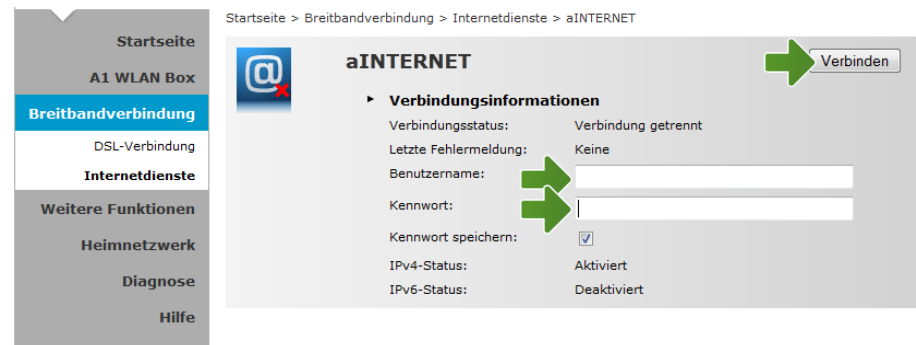 Startseite > Breitbandverbindung > Internetdienste > aINTERNET
Startseite
A1 WLAN Box
Breitbandverbindung
DSL-Verbindung
Internetdienste
Weitere Funktionen
Heimnetzwerk
Diagnose
Hilfe
aINTERNET
Verbinden
Verbindungsinformationen
Verbindungsstatus: Verbindung getrennt
Letzte Fehlermeldung: Keine
Benutzername:
Kennwort:
Kennwort speichern:
IPv4-Status: Aktiviert
IPv6-Status: Deaktiviert